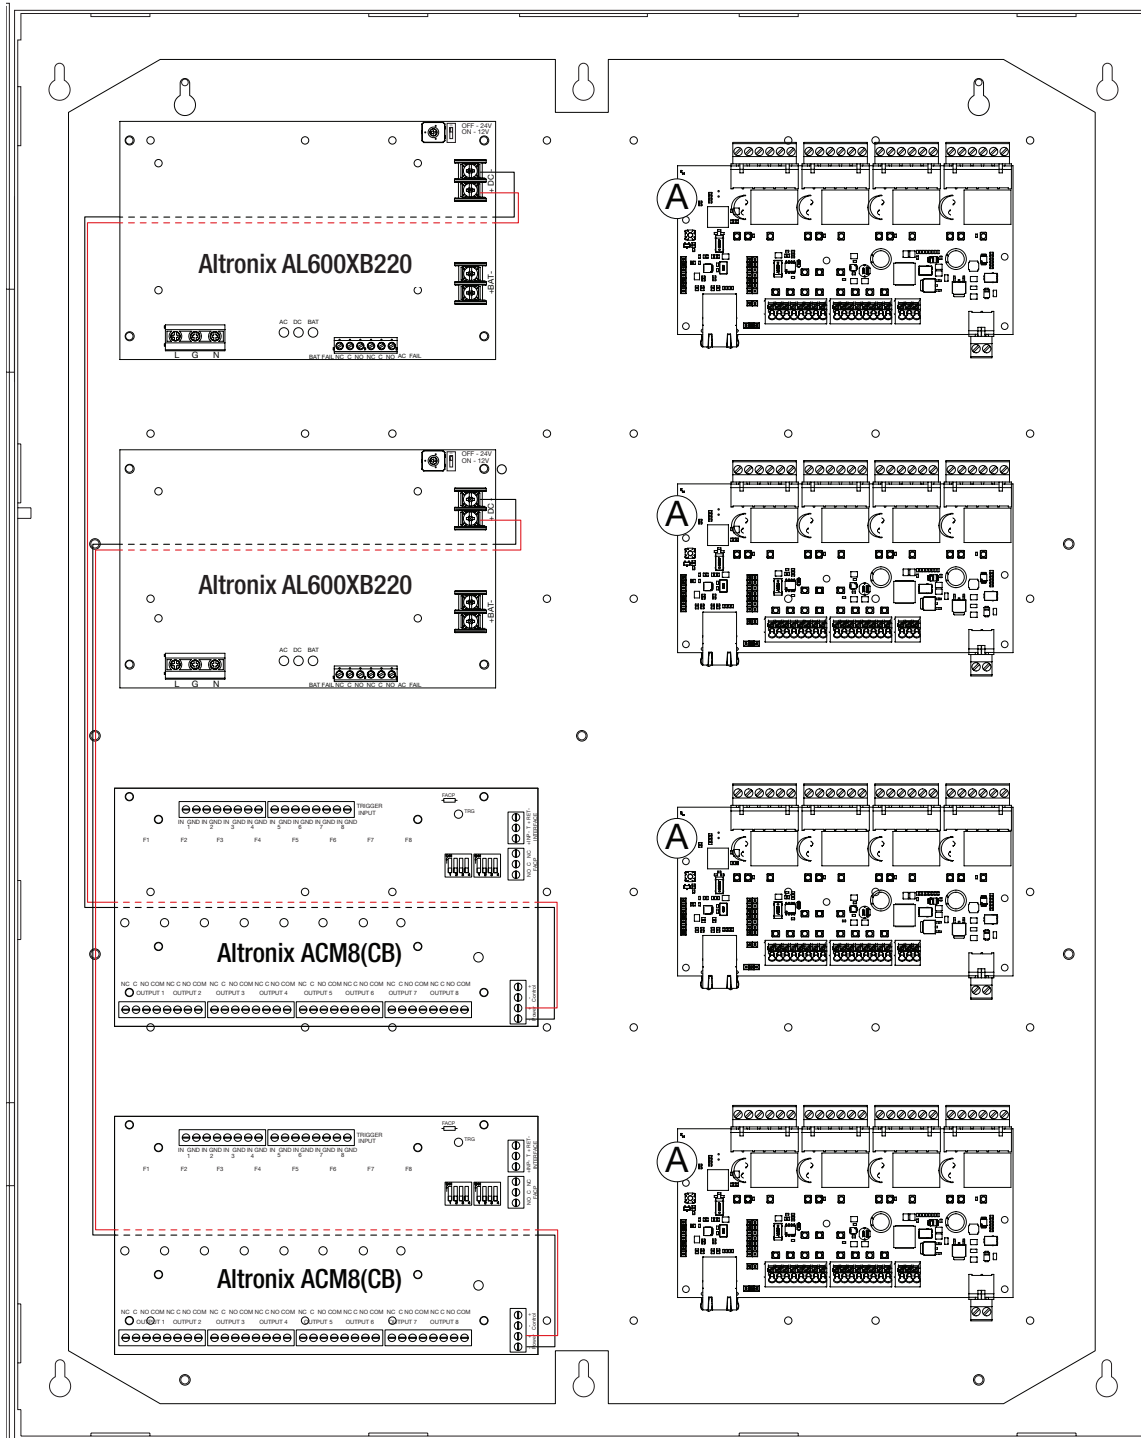 OFF - 24V
ON - 12V
+ DC -
Altronix AL600XB220
+BAT-
AC DC BAT
L G N
BAT FAIL NC C NO NC C NO AC FAIL
A
OFF - 24V
ON - 12V
+ DC -
Altronix AL600XB220
+BAT-
AC DC BAT
L G N
BAT FAIL NC C NO NC C NO AC FAIL
A
FACP
TRG
TRIGGER
INPUT
IN GND IN GND IN GND IN GND IN GND IN GND IN GND IN GND
1 2 3 4 5 6 7 8
F1 F2 F3 F4 F5 F6 F7 F8
+INP- T +RET-
INTERFACE
NO C NC
FACP
Altronix ACM8(CB)
NC C NO COM NC C NO COM NC C NO COM NC C NO COM NC C NO COM NC C NO COM NC C NO COM NC C NO COM
OUTPUT 1 OUTPUT 2 OUTPUT 3 OUTPUT 4 OUTPUT 5 OUTPUT 6 OUTPUT 7 OUTPUT 8
- Power + - Control +
A
FACP
TRG
TRIGGER
INPUT
IN GND IN GND IN GND IN GND IN GND IN GND IN GND IN GND
1 2 3 4 5 6 7 8
F1 F2 F3 F4 F5 F6 F7 F8
+INP- T +RET-
INTERFACE
NO C NC
FACP
Altronix ACM8(CB)
NC C NO COM NC C NO COM NC C NO COM NC C NO COM NC C NO COM NC C NO COM NC C NO COM NC C NO COM
OUTPUT 1 OUTPUT 2 OUTPUT 3 OUTPUT 4 OUTPUT 5 OUTPUT 6 OUTPUT 7 OUTPUT 8
- Power + - Control +
A